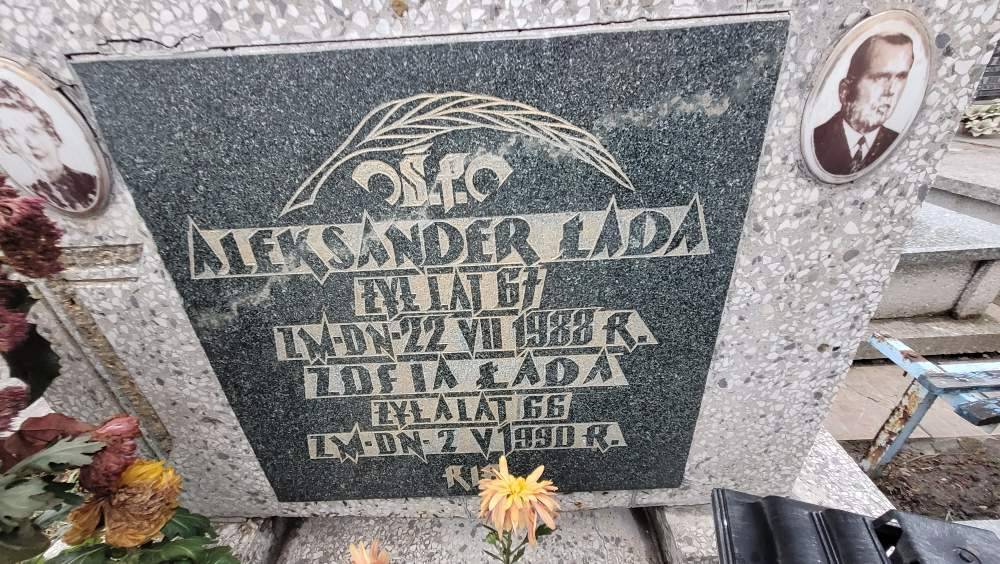 Ś.P.
ALEKSANDER ŁADA
ŻYŁ LAT 67
ZM-DN-22 VII 1988 R.
ZOFIA ŁADA
ŻYŁA LAT 66
ZM-DN-2 V 1990 R.